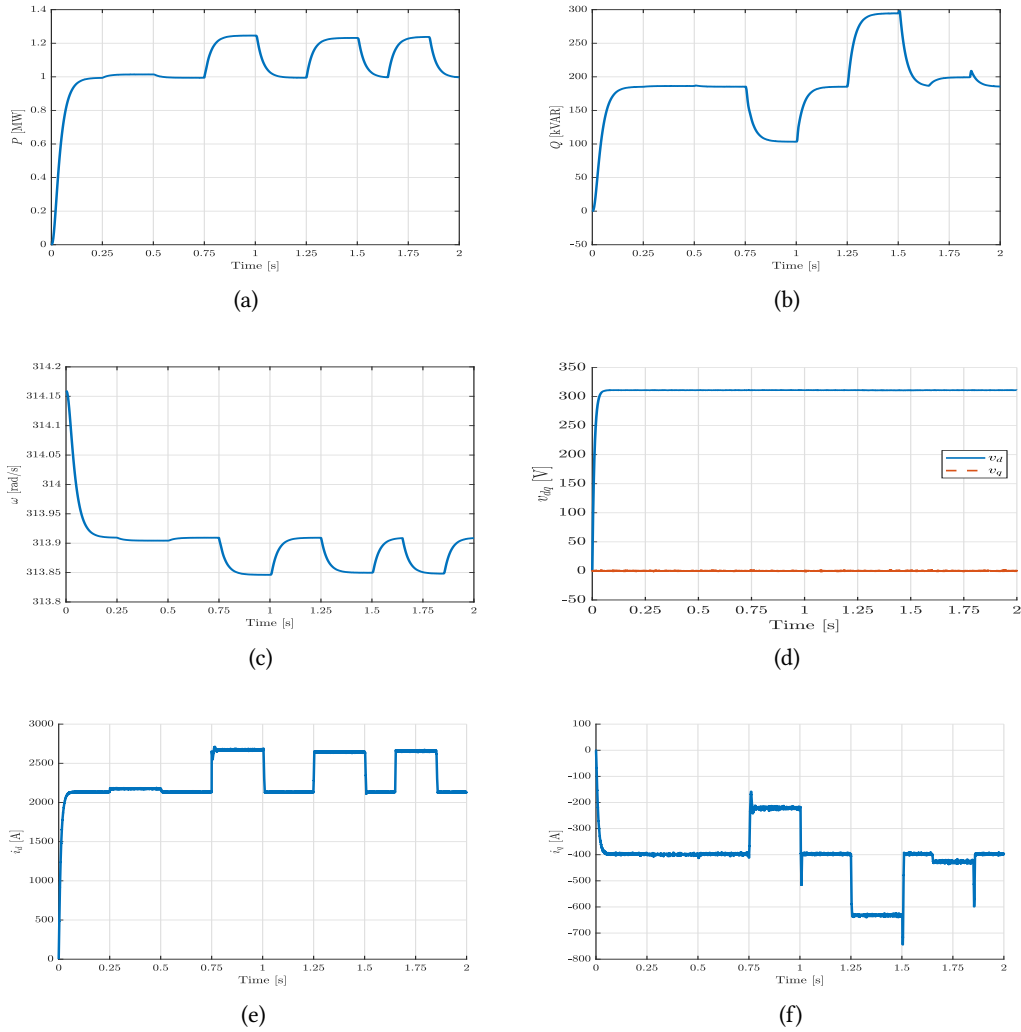 1.4
1.2
1
0.8
0.6
0.4
0.2
0
P [MW]
0 0.25 0.5 0.75 1 1.25 1.5 1.75 2
Time [s]
(a)
300
250
200
150
100
50
0
-50
Q [kVAR]
0 0.25 0.5 0.75 1 1.25 1.5 1.75 2
Time [s]
(b)
314.2
314.15
314.1
314.05
314
313.95
313.9
313.85
313.8
ω [rad/s]
0 0.25 0.5 0.75 1 1.25 1.5 1.75 2
Time [s]
(c)
350
300
250
200
150
100
50
0
-50
v_dq [V]
v_d
v_q
0 0.25 0.5 0.75 1 1.25 1.5 1.75 2
Time [s]
(d)
3000
2500
2000
1500
1000
500
0
i_d [A]
0 0.25 0.5 0.75 1 1.25 1.5 1.75 2
Time [s]
(e)
100
0
-100
-200
-300
-400
-500
-600
-700
-800
i_q [A]
0 0.25 0.5 0.75 1 1.25 1.5 1.75 2
Time [s]
(f)